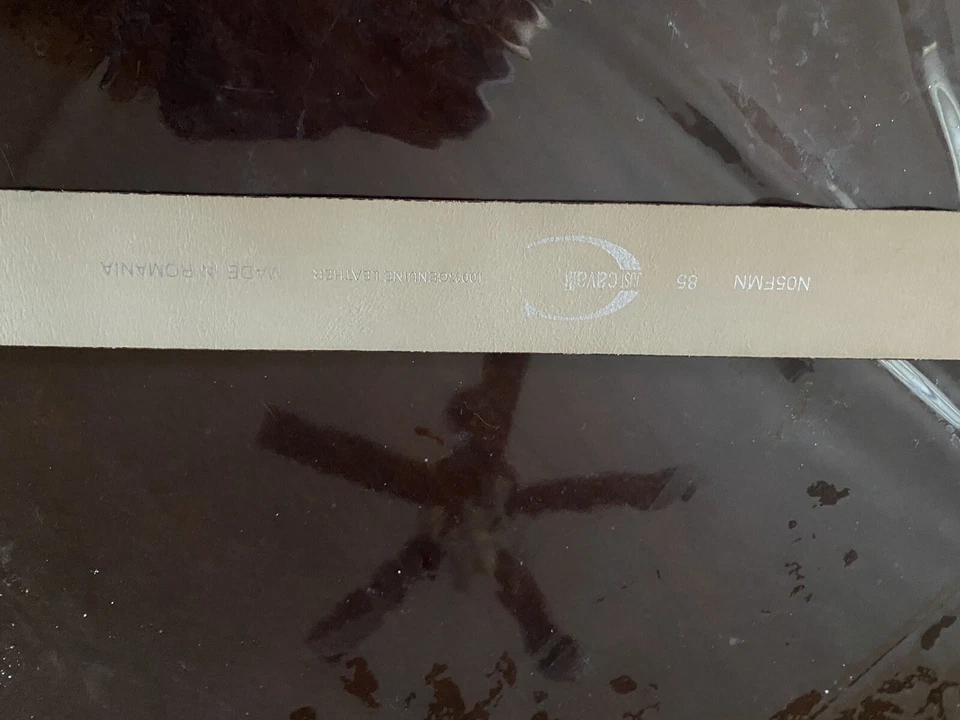 N05FMN 85 just cavalli 100%GENUINE LEATHER MADE IN ROMANIA